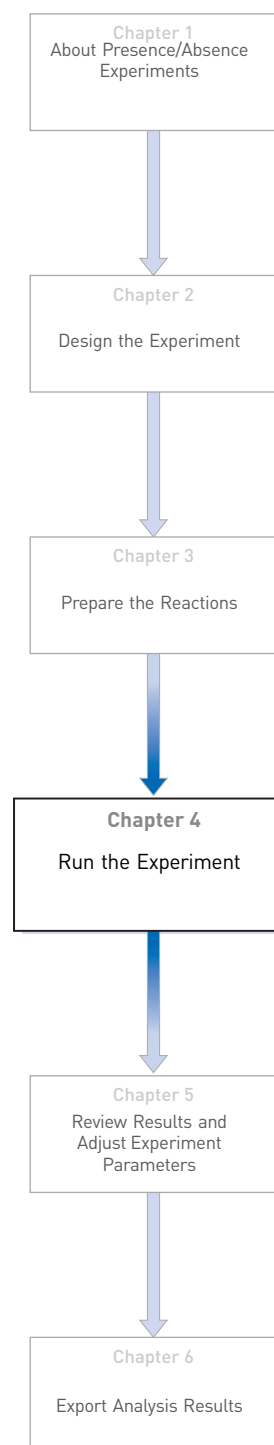 Chapter 1
About Presence/Absence
Experiments
Chapter 2
Design the Experiment
Chapter 3
Prepare the Reactions
Chapter 4
Run the Experiment
Chapter 5
Review Results and
Adjust Experiment
Parameters
Chapter 6
Export Analysis Results